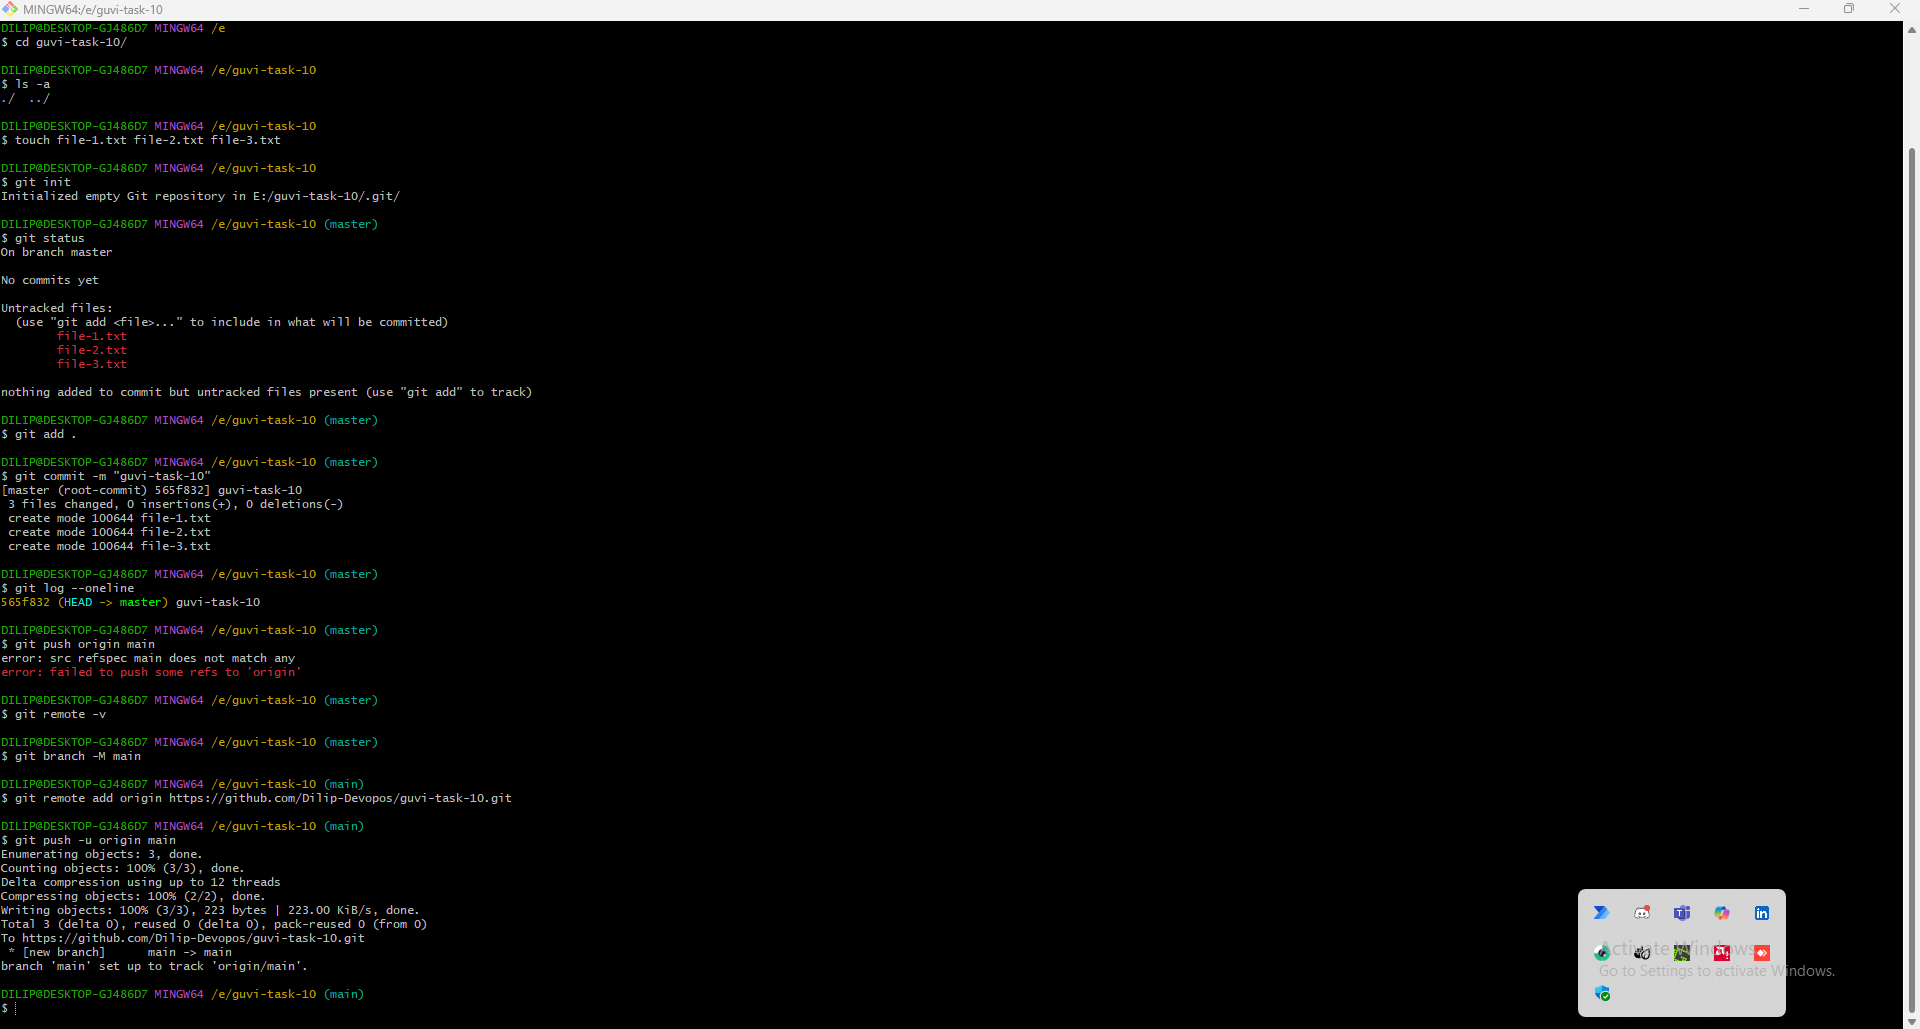 MINGW64:/e/guvi-task-10
DILIP@DESKTOP-GJ486D7 MINGW64 /e
$ cd guvi-task-10/
DILIP@DESKTOP-GJ486D7 MINGW64 /e/guvi-task-10
$ ls -a
./  ../
DILIP@DESKTOP-GJ486D7 MINGW64 /e/guvi-task-10
$ touch file-1.txt file-2.txt file-3.txt
DILIP@DESKTOP-GJ486D7 MINGW64 /e/guvi-task-10
$ git init
Initialized empty Git repository in E:/guvi-task-10/.git/
DILIP@DESKTOP-GJ486D7 MINGW64 /e/guvi-task-10 (master)
$ git status
On branch master
No commits yet
Untracked files:
  (use "git add <file>..." to include in what will be committed)
        file-1.txt
        file-2.txt
        file-3.txt
nothing added to commit but untracked files present (use "git add" to track)
DILIP@DESKTOP-GJ486D7 MINGW64 /e/guvi-task-10 (master)
$ git add .
DILIP@DESKTOP-GJ486D7 MINGW64 /e/guvi-task-10 (master)
$ git commit -m "guvi-task-10"
[master (root-commit) 565f832] guvi-task-10
 3 files changed, 0 insertions(+), 0 deletions(-)
 create mode 100644 file-1.txt
 create mode 100644 file-2.txt
 create mode 100644 file-3.txt
DILIP@DESKTOP-GJ486D7 MINGW64 /e/guvi-task-10 (master)
$ git log --oneline
565f832 (HEAD -> master) guvi-task-10
DILIP@DESKTOP-GJ486D7 MINGW64 /e/guvi-task-10 (master)
$ git push origin main
error: src refspec main does not match any
error: failed to push some refs to 'origin'
DILIP@DESKTOP-GJ486D7 MINGW64 /e/guvi-task-10 (master)
$ git remote -v
DILIP@DESKTOP-GJ486D7 MINGW64 /e/guvi-task-10 (master)
$ git branch -M main
DILIP@DESKTOP-GJ486D7 MINGW64 /e/guvi-task-10 (main)
$ git remote add origin https://github.com/Dilip-Devopos/guvi-task-10.git
DILIP@DESKTOP-GJ486D7 MINGW64 /e/guvi-task-10 (main)
$ git push -u origin main
Enumerating objects: 3, done.
Counting objects: 100% (3/3), done.
Delta compression using up to 12 threads
Compressing objects: 100% (2/2), done.
Writing objects: 100% (3/3), 223 bytes | 223.00 KiB/s, done.
Total 3 (delta 0), reused 0 (delta 0), pack-reused 0 (from 0)
To https://github.com/Dilip-Devopos/guvi-task-10.git
 * [new branch]      main -> main
branch 'main' set up to track 'origin/main'.
DILIP@DESKTOP-GJ486D7 MINGW64 /e/guvi-task-10 (main)
$
Activate Windows
Go to Settings to activate Windows.